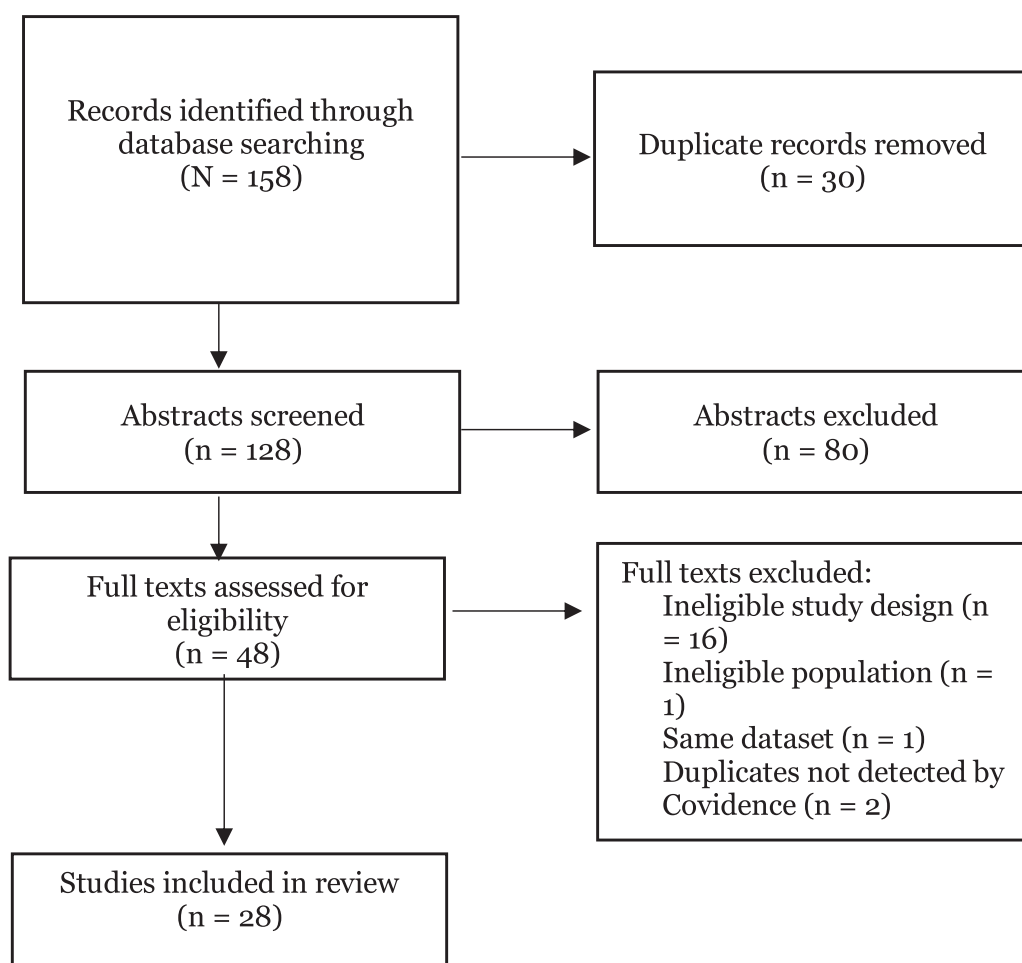 Records identified through
database searching
(N = 158)
Duplicate records removed
(n = 30)
Abstracts screened
(n = 128)
Abstracts excluded
(n = 80)
Full texts assessed for
eligibility
(n = 48)
Full texts excluded:
Ineligible study design (n
= 16)
Ineligible population (n =
1)
Same dataset (n = 1)
Duplicates not detected by
Covidence (n = 2)
Studies included in review
(n = 28)